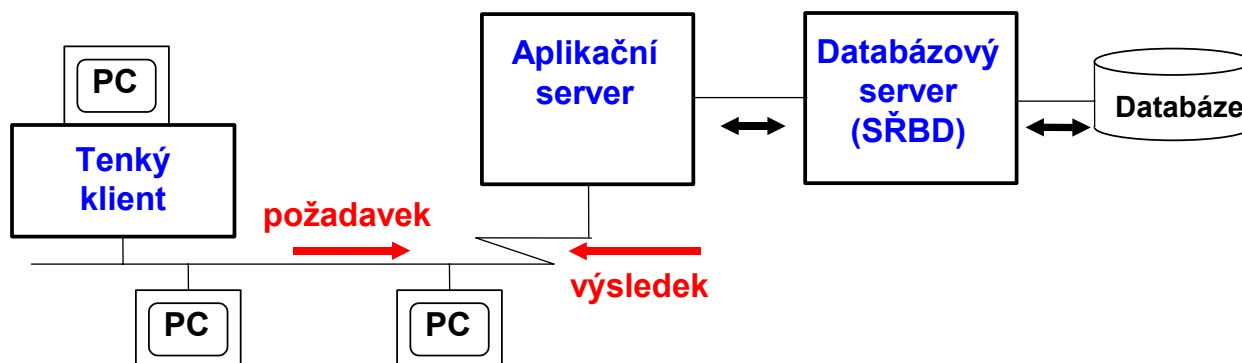 PC
Tenký
klient
požadavek
Aplikační
server
Databázový
server
(SŘBD)
Databáze
výsledek
PC
PC